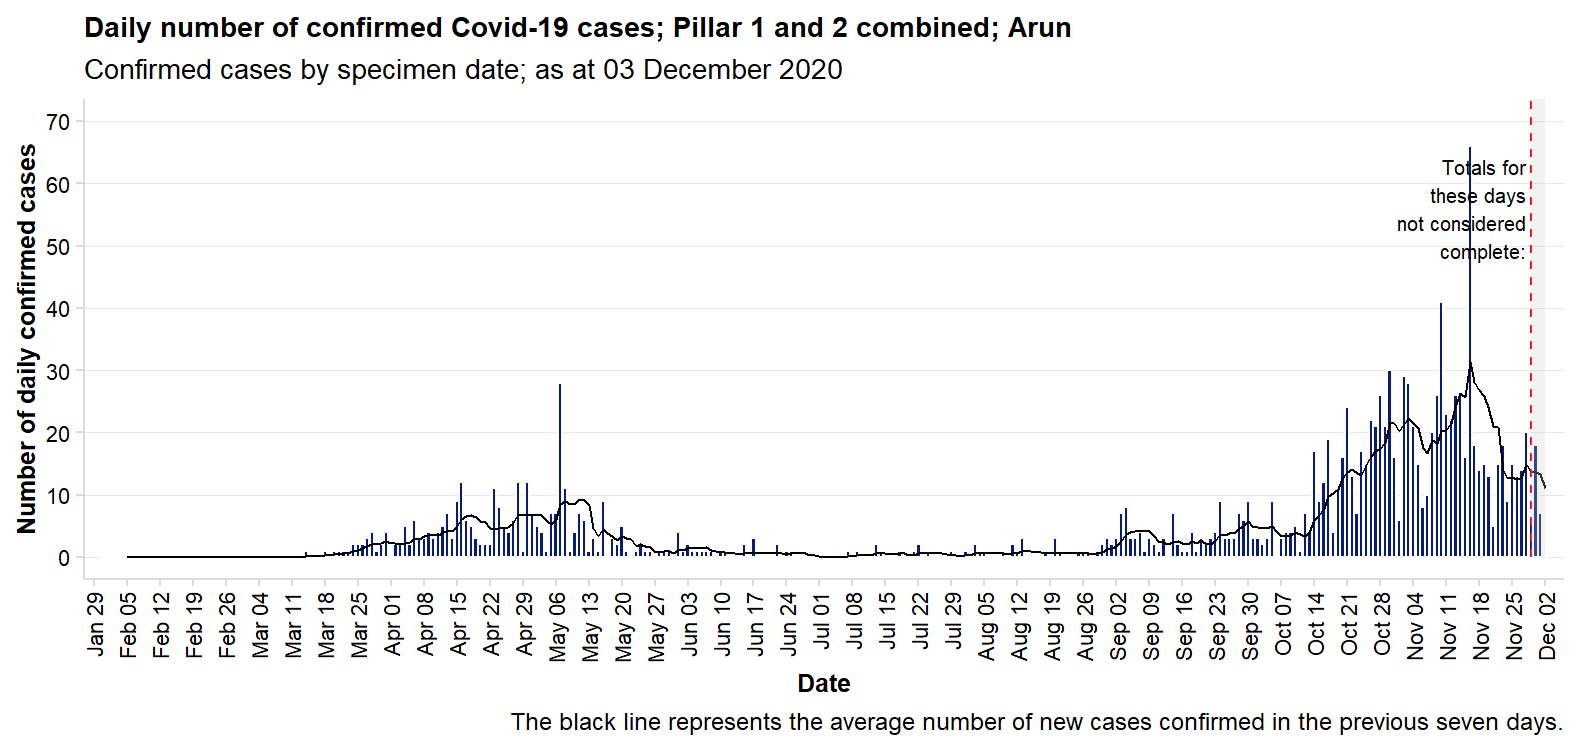 Daily number of confirmed Covid-19 cases; Pillar 1 and 2 combined; Arun
Confirmed cases by specimen date; as at 03 December 2020
Number of daily confirmed cases
70
60
50
40
30
20
10
0
Totals for
these days
not considered
complete:
Jan 29
Feb 05
Feb 12
Feb 19
Feb 26
Mar 04
Mar 11
Mar 18
Mar 25
Apr 01
Apr 08
Apr 15
Apr 22
Apr 29
May 06
May 13
May 20
May 27
Jun 03
Jun 10
Jun 17
Jun 24
Jul 01
Jul 08
Jul 15
Jul 22
Jul 29
Aug 05
Aug 12
Aug 19
Aug 26
Sep 02
Sep 09
Sep 16
Sep 23
Sep 30
Oct 07
Oct 14
Oct 21
Oct 28
Nov 04
Nov 11
Nov 18
Nov 25
Dec 02
Date
The black line represents the average number of new cases confirmed in the previous seven days.